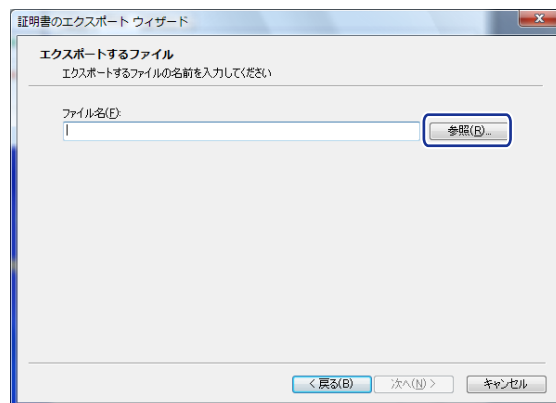 証明書のエクスポート ウィザード
エクスポートするファイル
エクスポートするファイルの名前を入力してください
ファイル名(F):
参照(R)...
< 戻る(B)
次へ(N) >
キャンセル